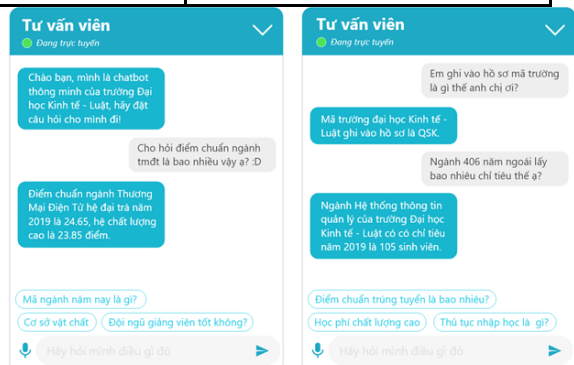 Tư vấn viên
Đang trực tuyến
Chào bạn, mình là chatbot
thông minh của trường Đại
học Kinh tế - Luật, hãy đặt
câu hỏi cho mình đi!
Cho hỏi điểm chuẩn ngành
tmđt là bao nhiều vậy ạ? :D
Điểm chuẩn ngành Thương
Mại Điện Tử hệ đại trà năm
2019 là 24.65, hệ chất lượng
cao là 23.85 điểm.
Mã ngành năm nay là gì?
Cơ sở vật chất
Đội ngũ giảng viên tốt không?
Hãy hỏi mình điều gì đó
Tư vấn viên
Đang trực tuyến
Em ghi vào hồ sơ mã trường
là gì thế anh chị ơi?
Mã trường đại học Kinh tế -
Luật ghi vào hồ sơ là QSK.
Ngành 406 năm ngoái lấy
bao nhiêu chỉ tiêu thế ạ?
Ngành Hệ thống thông tin
quản lý của trường Đại học
Kinh tế - Luật có có chỉ tiêu
năm 2019 là 105 sinh viên.
Điểm chuẩn trúng tuyển là bao nhiêu?
Học phí chất lượng cao
Thủ tục nhập học là gì?
Hãy hỏi mình điều gì đó